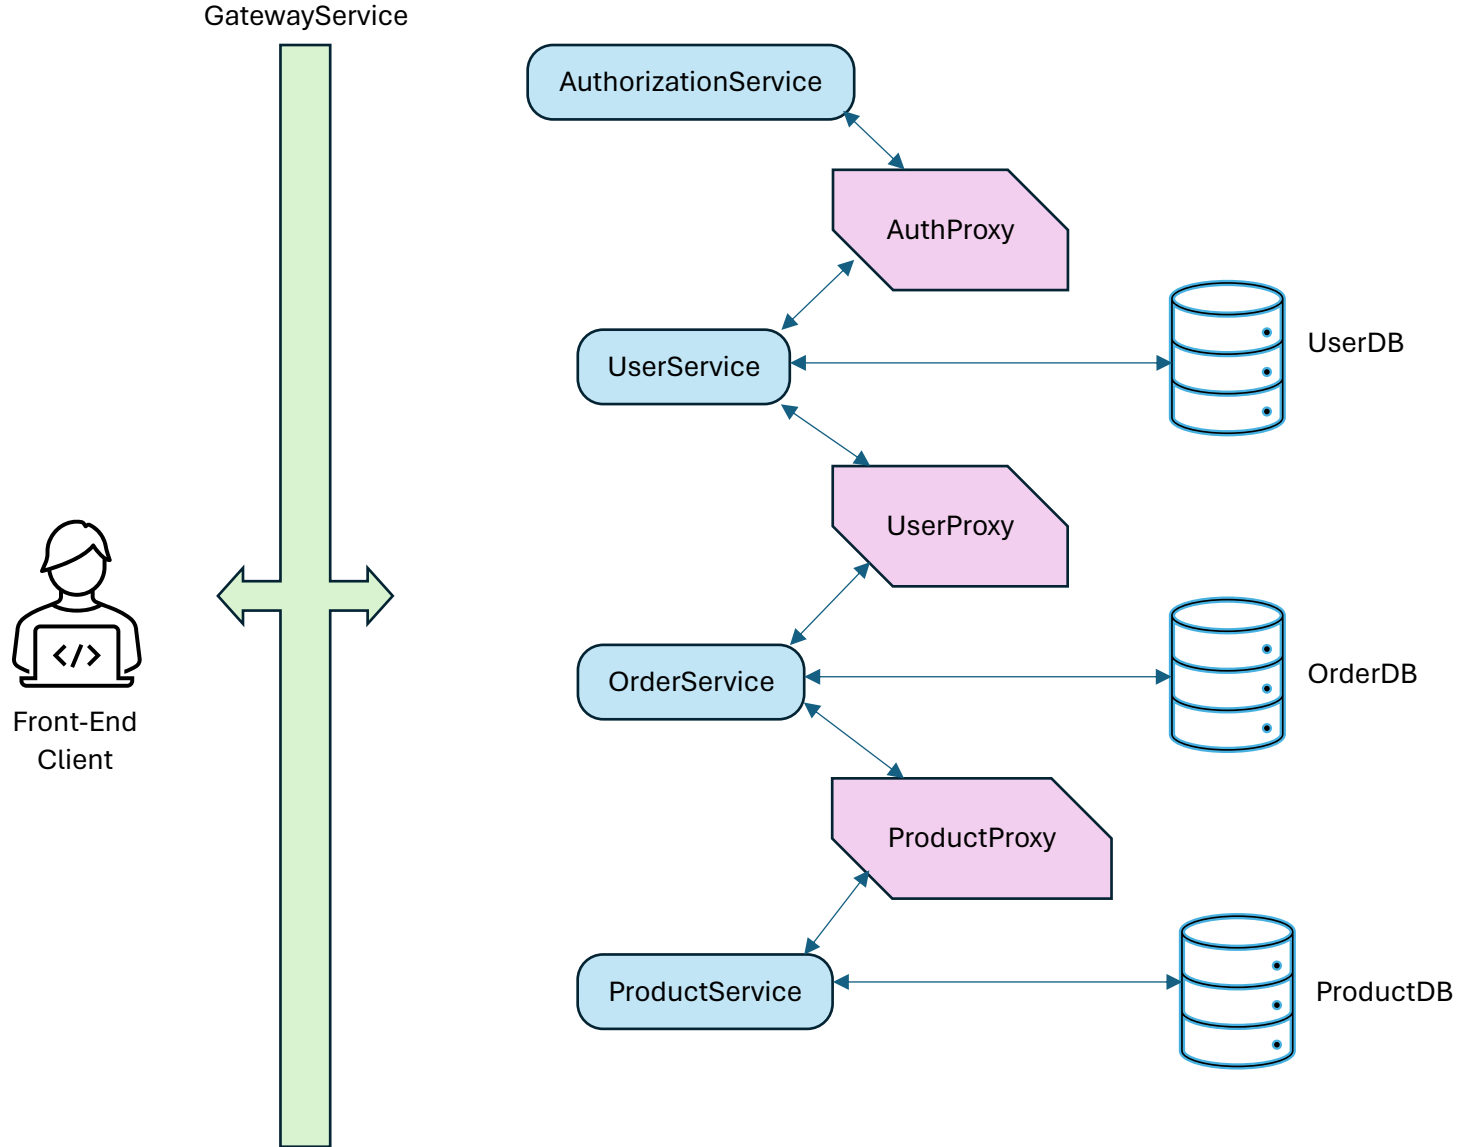 GatewayService
AuthorizationService
AuthProxy
UserDB
UserService
UserProxy
OrderDB
OrderService
</>
Front-End
Client
ProductProxy
ProductService
ProductDB